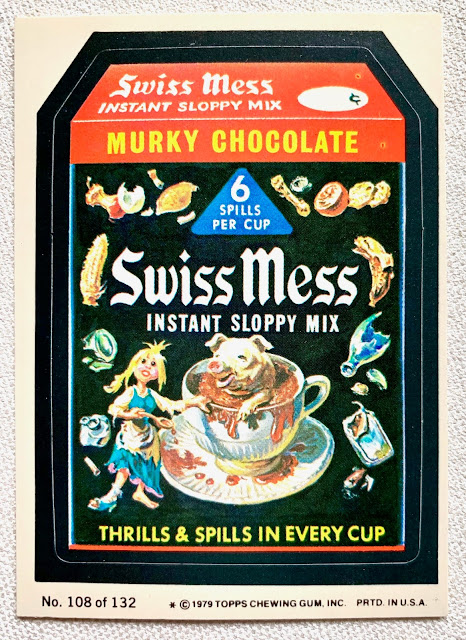 Swiss Mess
INSTANT SLOPPY MIX
¢
MURKY CHOCOLATE
6
SPILLS
PER CUP
Swiss Mess
INSTANT SLOPPY MIX
THRILLS & SPILLS IN EVERY CUP
No. 108 of 132
* © 1979 TOPPS CHEWING GUM, INC. PRTD. IN U.S.A.